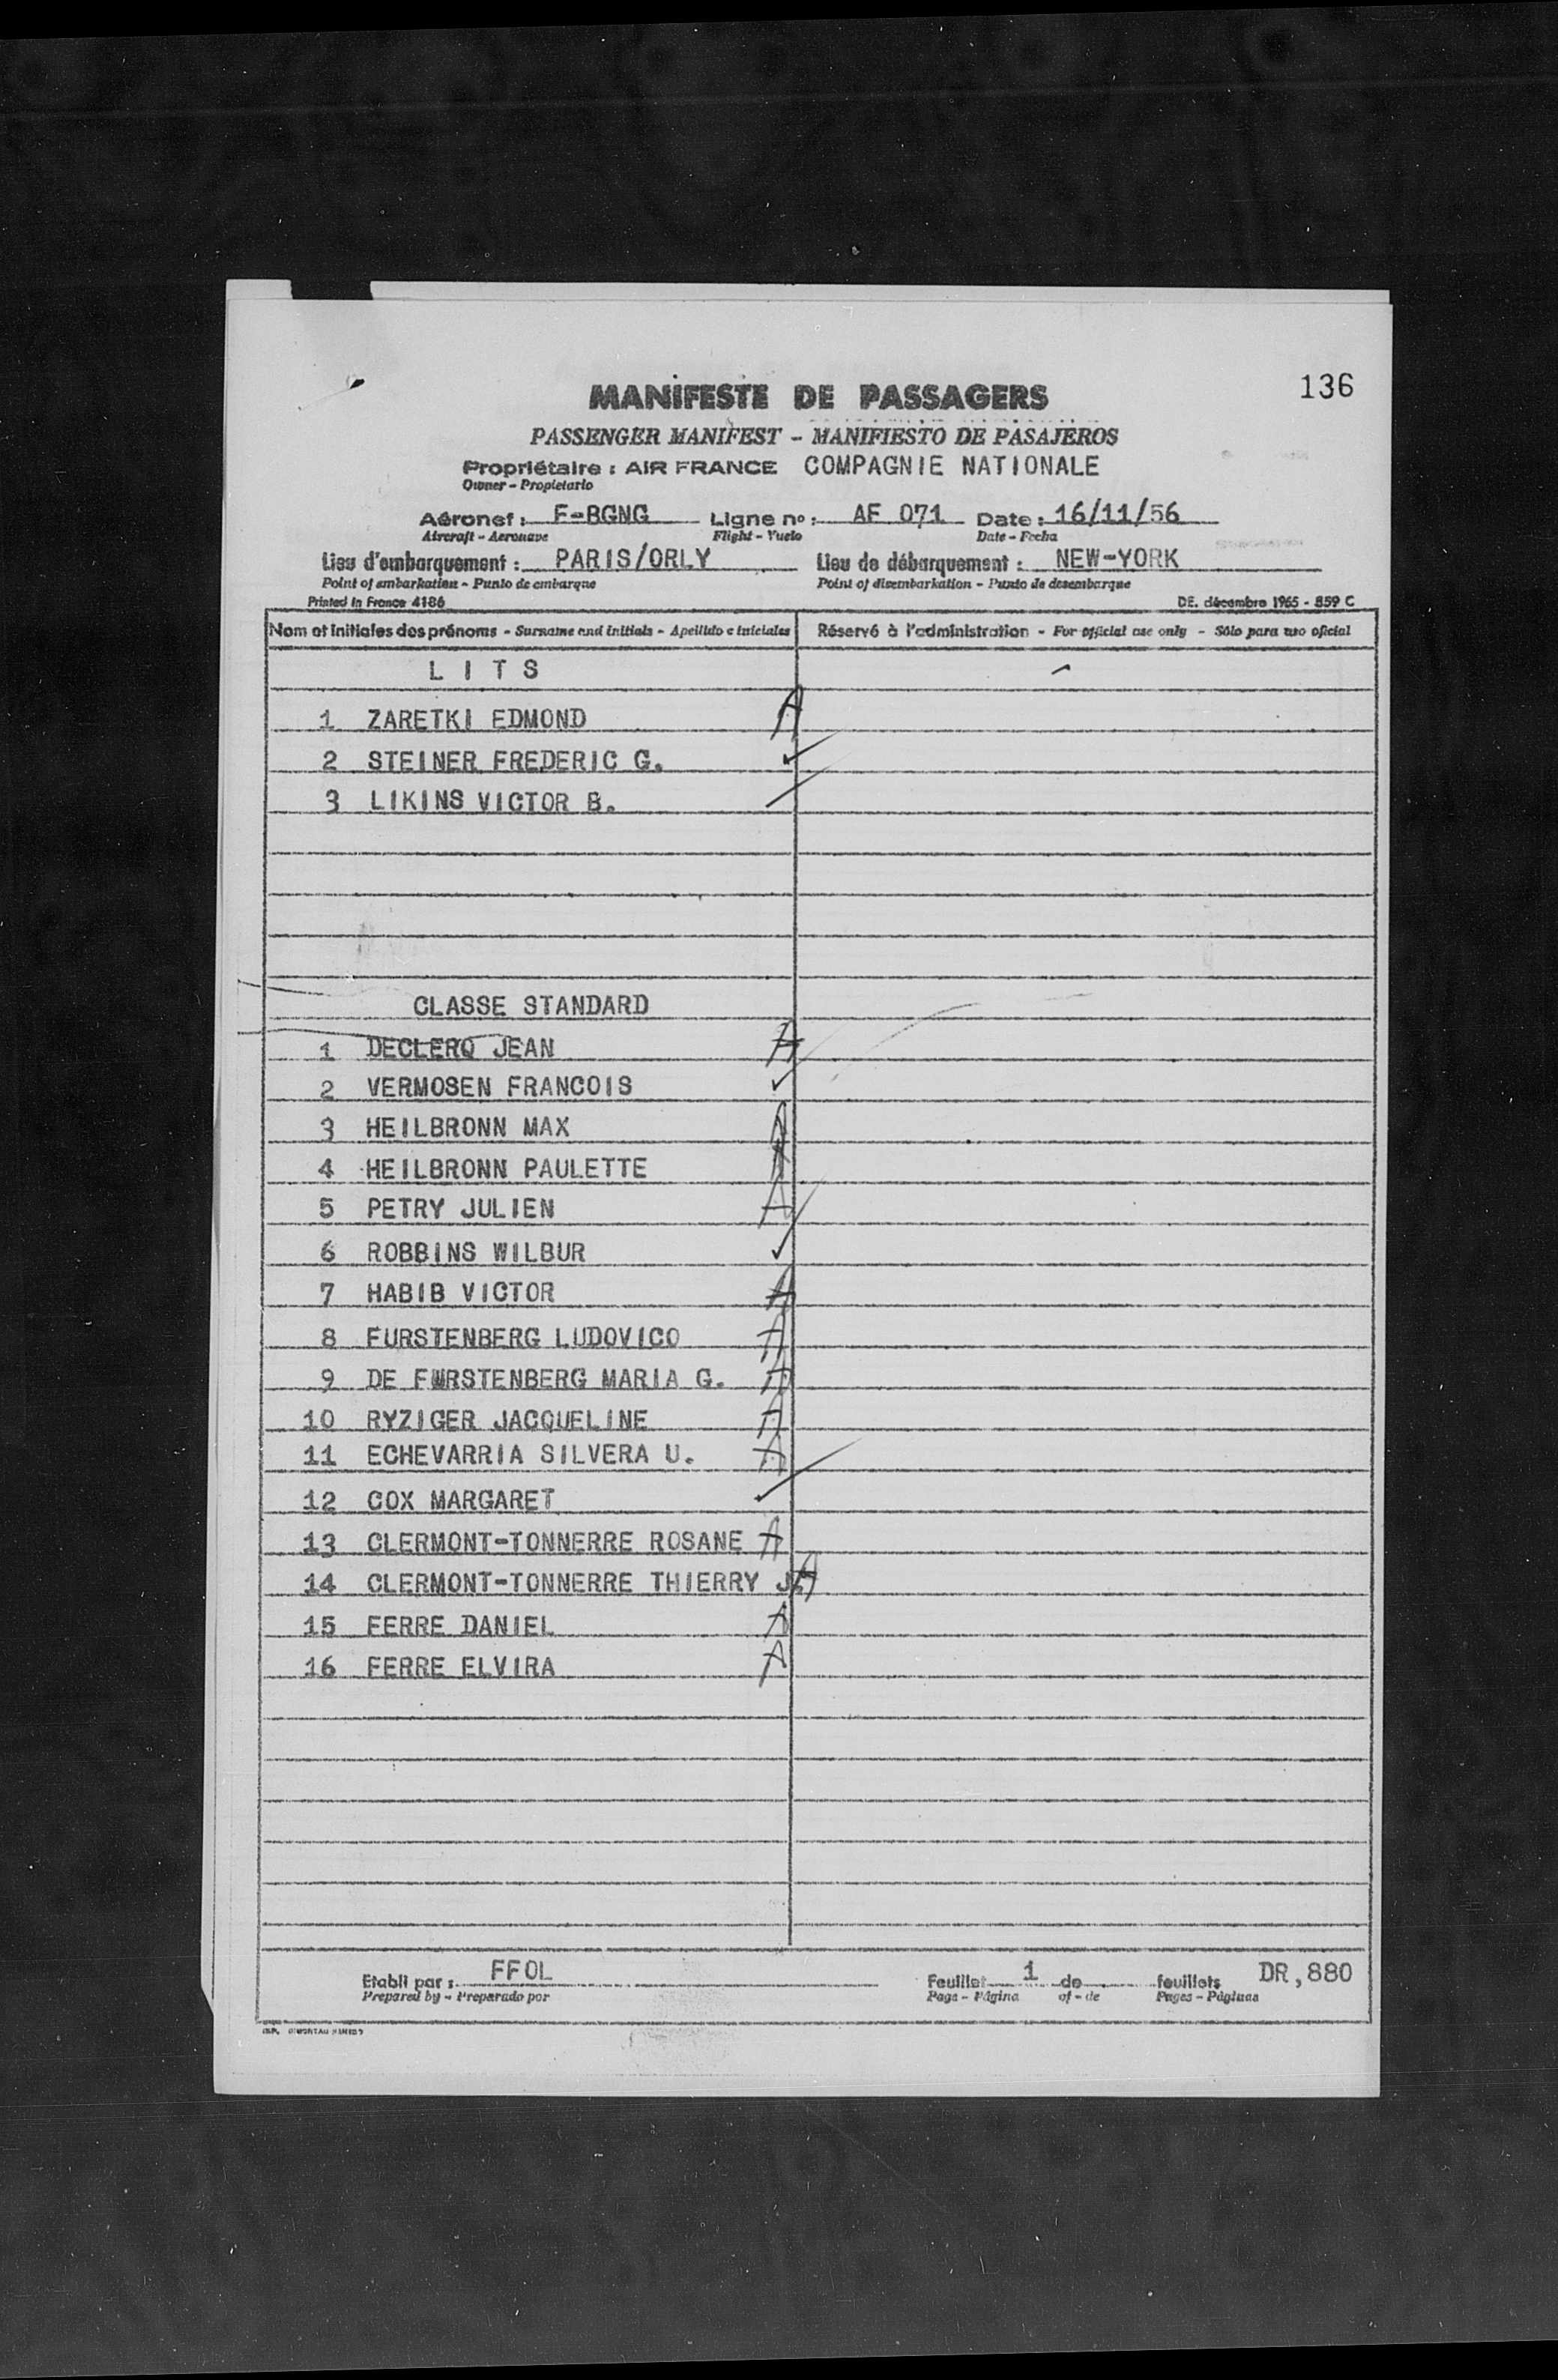 136
MANIFESTE DE PASSAGERS
PASSENGER MANIFEST - MANIFIESTO DE PASAJEROS
Propriétaire : AIR FRANCE COMPAGNIE NATIONALE
Owner - Propietario
Aéronef : F-BGNG Ligne nº : AF 071 Date : 16/11/56
Aircraft - Aeronave Flight - Vuelo Date - Fecha
Lieu d'embarquement : PARIS/ORLY Lieu de débarquement : NEW-YORK
Point of embarkation - Punto de embarque Point of disembarkation - Punto de desembarque
Printed in France 4186 DE. décembre 1965 - 859 C
Nom et initiales des prénoms - Surname and initials - Apellido e iniciales Réservé à l'administration - For official use only - Sólo para uso oficial
L I T S
1 ZARETKI EDMOND A
2 STEINER FREDERIC G. ✓
3 LIKINS VICTOR B.
CLASSE STANDARD
1 DECLERQ JEAN A
2 VERMOSEN FRANCOIS ✓
3 HEILBRONN MAX A
4 HEILBRONN PAULETTE A
5 PETRY JULIEN A
6 ROBBINS WILBUR ✓
7 HABIB VICTOR A
8 FURSTENBERG LUDOVICO A
9 DE FURSTENBERG MARIA G. A
10 RYZIGER JACQUELINE A
11 ECHEVARRIA SILVERA U. A
12 COX MARGARET ✓
13 CLERMONT-TONNERRE ROSANE A
14 CLERMONT-TONNERRE THIERRY J. A
15 FERRE DANIEL A
16 FERRE ELVIRA A
Etabli par : FFOL Feuillet 1 de feuillets DR,880
Prepared by - Preparado por Page - Página of - de Pages - Páginas